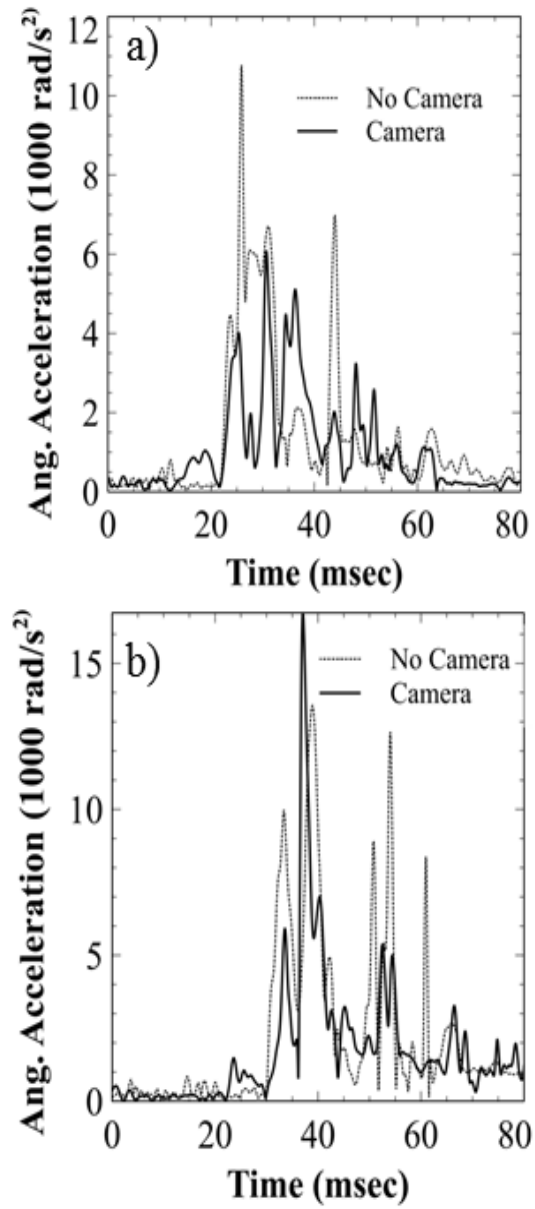 a)
Ang. Acceleration (1000 rad/s²)
12
10
8
6
4
2
0
No Camera
Camera
0 20 40 60 80
Time (msec)
b)
Ang. Acceleration (1000 rad/s²)
15
10
5
0
No Camera
Camera
0 20 40 60 80
Time (msec)